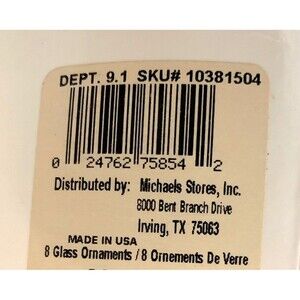 DEPT. 9.1 SKU# 10381504
0 24762 75854 2
Distributed by: Michaels Stores, Inc.
8000 Bent Branch Drive
Irving, TX 75063
MADE IN USA
8 Glass Ornaments / 8 Ornements De Verre